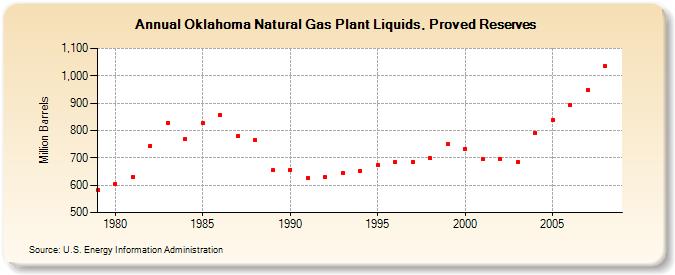 Annual Oklahoma Natural Gas Plant Liquids, Proved Reserves
Million Barrels
1,100
1,000
900
800
700
600
500
1980 1985 1990 1995 2000 2005
Source: U.S. Energy Information Administration